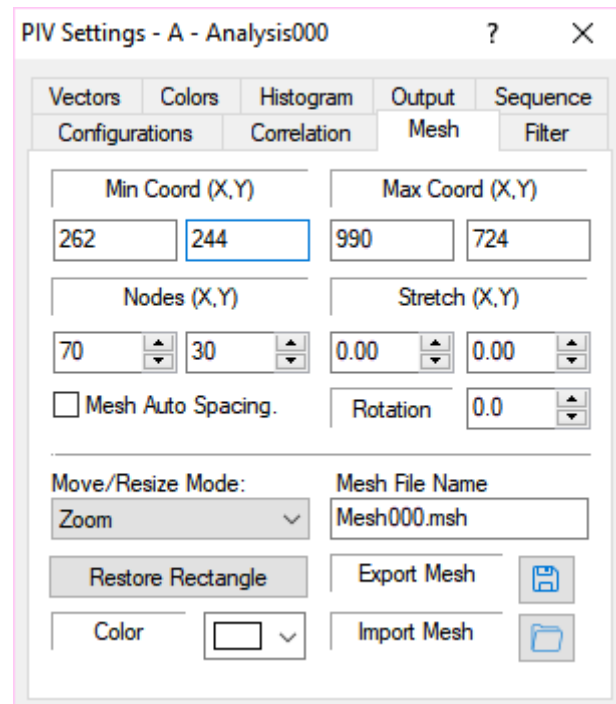 PIV Settings - A - Analysis000 ?
Vectors Colors Histogram Output Sequence
Configurations Correlation Mesh Filter
Min Coord (X,Y) Max Coord (X,Y)
262 244 990 724
Nodes (X,Y) Stretch (X,Y)
70 30 0.00 0.00
Mesh Auto Spacing. Rotation 0.0
Move/Resize Mode: Mesh File Name
Zoom Mesh000.msh
Restore Rectangle Export Mesh
Color Import Mesh